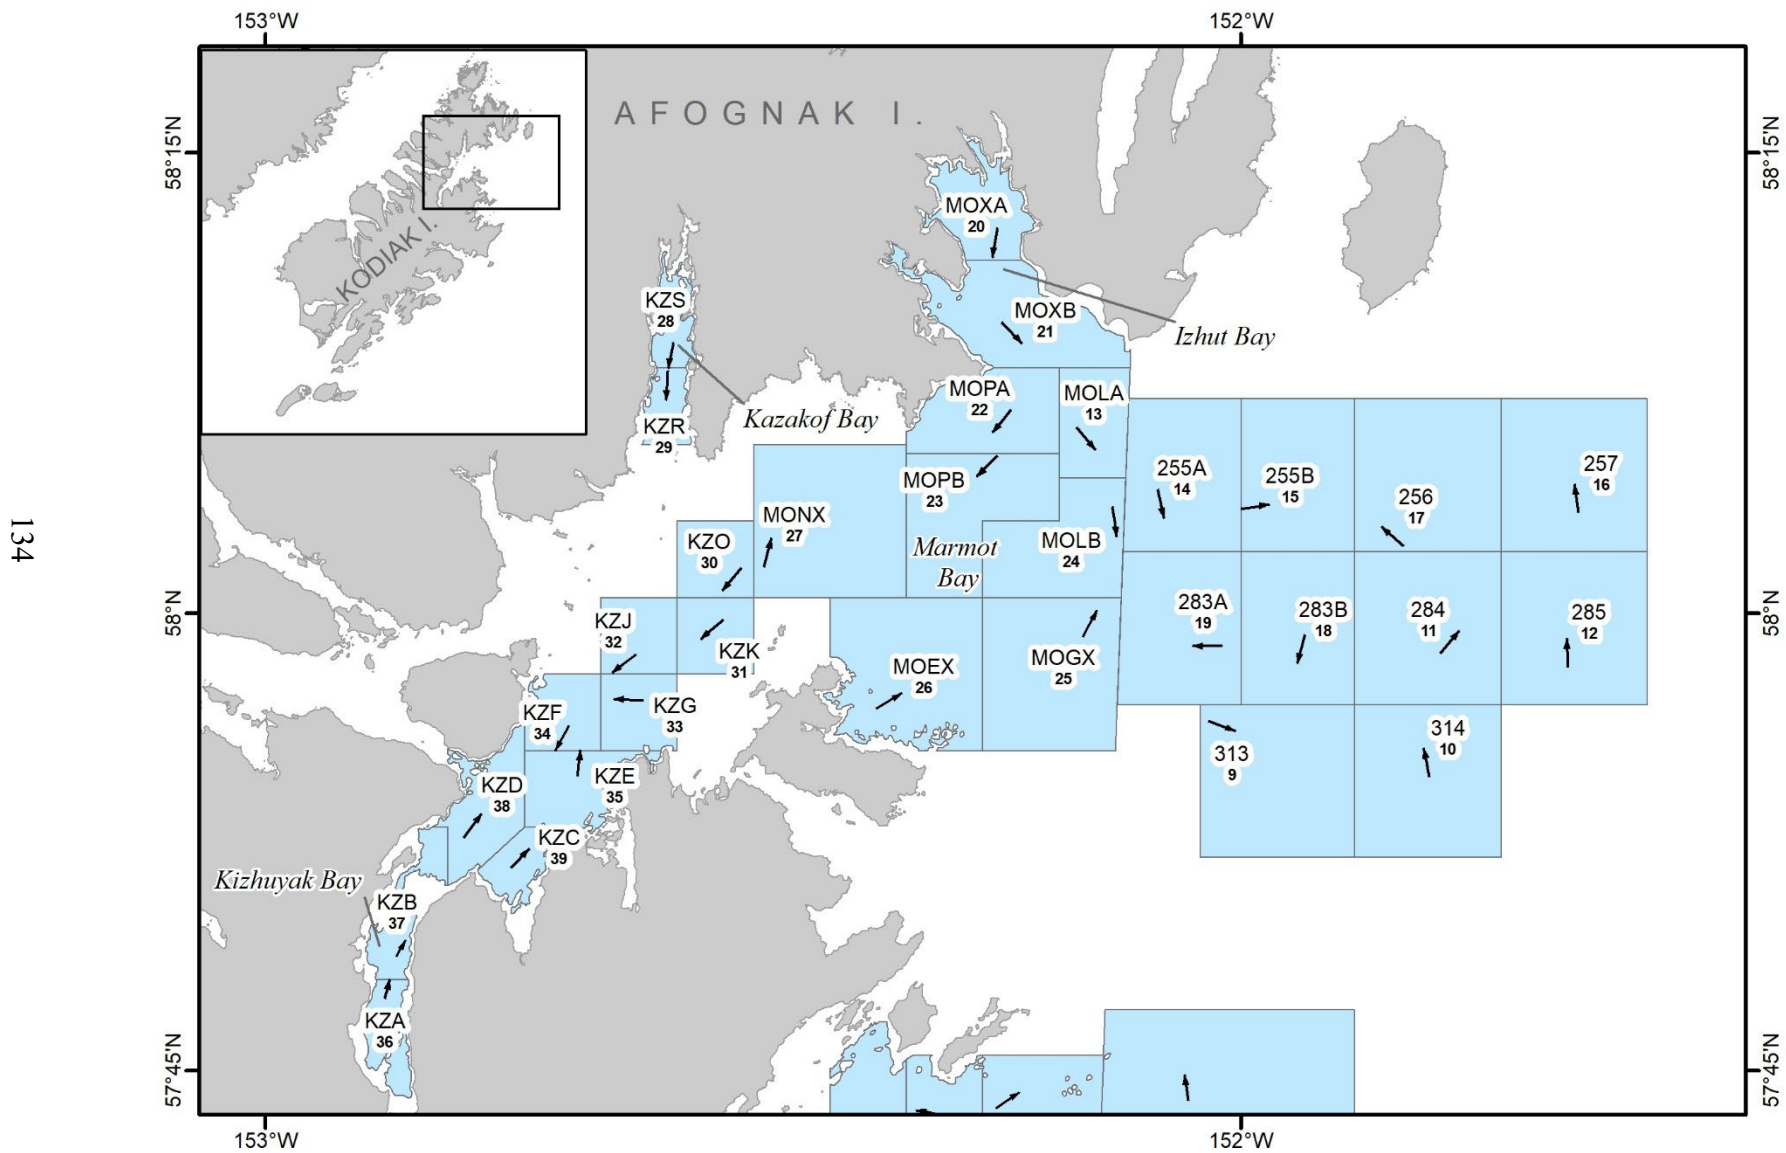 153°W
152°W
AFOGNAK I.
58°15'N
58°15'N
KODIAK I.
MOXA
20
KZS
28
MOXB
21
Izhut Bay
MOPA
22
MOLA
13
Kazakof Bay
KZR
29
255A
14
255B
15
256
17
257
16
MOPB
23
MONX
27
KZO
30
MOLB
24
Marmot
Bay
134
58°N
58°N
KZJ
32
KZK
31
283A
19
283B
18
284
11
285
12
MOEX
26
MOGX
25
KZF
34
KZG
33
313
9
314
10
KZD
38
KZE
35
KZC
39
Kizhuyak Bay
KZB
37
KZA
36
57°45'N
57°45'N
153°W
152°W